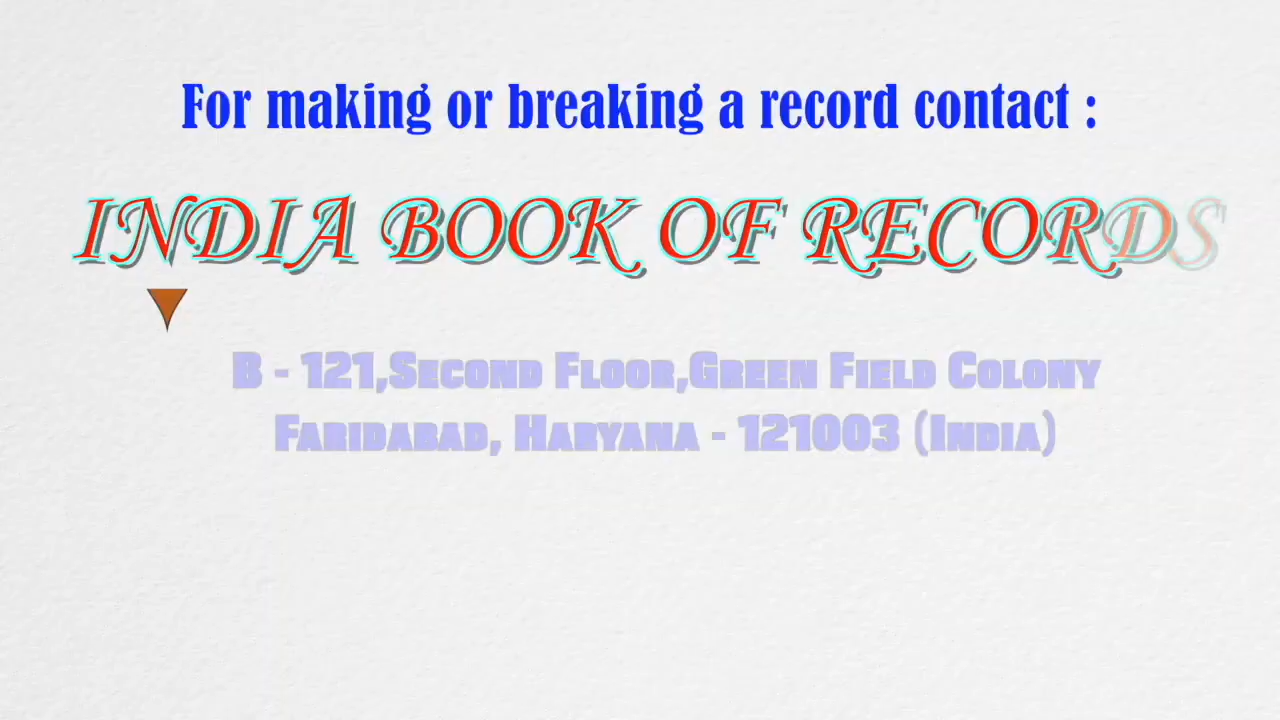 For making or breaking a record contact :
INDIA BOOK OF RECORDS
B - 121,Second Floor,Green Field Colony
Faridabad, Haryana - 121003 (India)